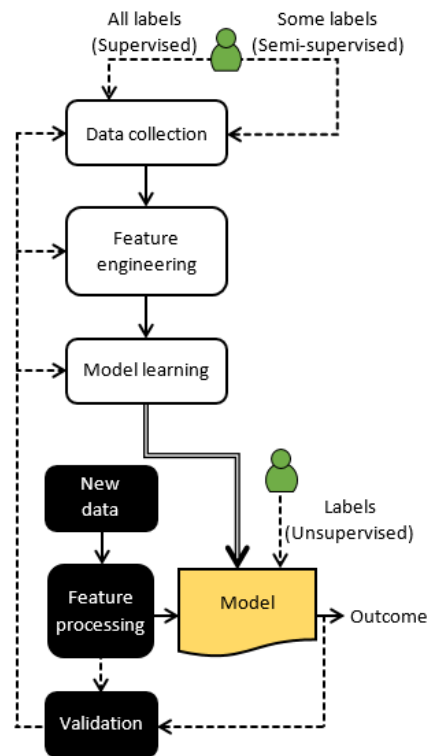 All labels
(Supervised)
Some labels
(Semi-supervised)
Data collection
Feature
engineering
Model learning
New
data
Labels
(Unsupervised)
Feature
processing
Model
Outcome
Validation